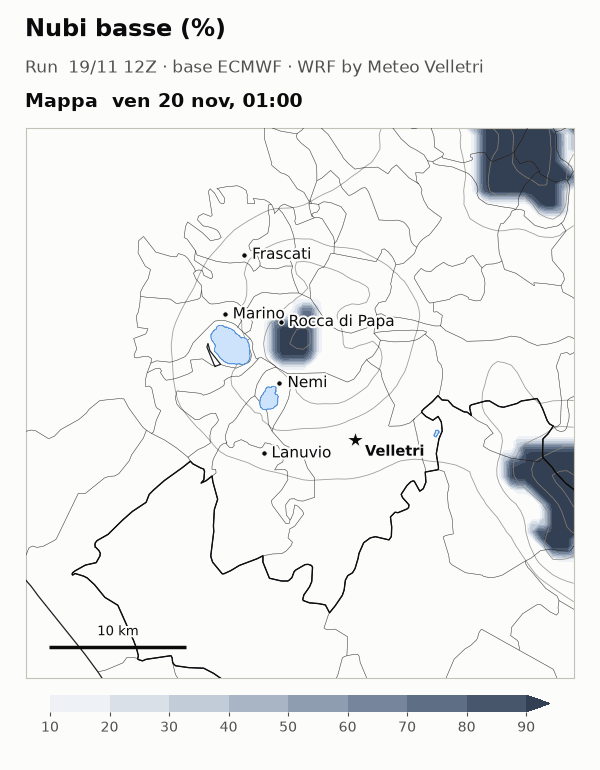 Nubi basse (%)
Run  19/11 12Z · base ECMWF · WRF by Meteo Velletri
Mappa  ven 20 nov, 01:00
Frascati
Marino
Rocca di Papa
Nemi
Velletri
Lanuvio
10 km
10 20 30 40 50 60 70 80 90